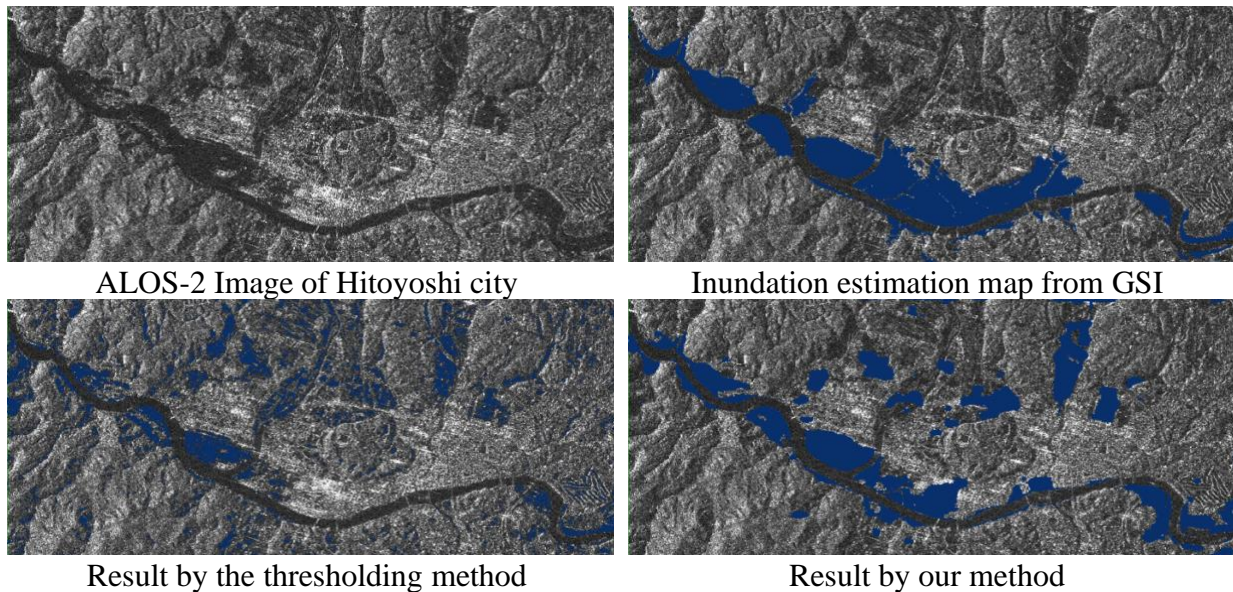 ALOS-2 Image of Hitoyoshi city
Inundation estimation map from GSI
Result by the thresholding method
Result by our method